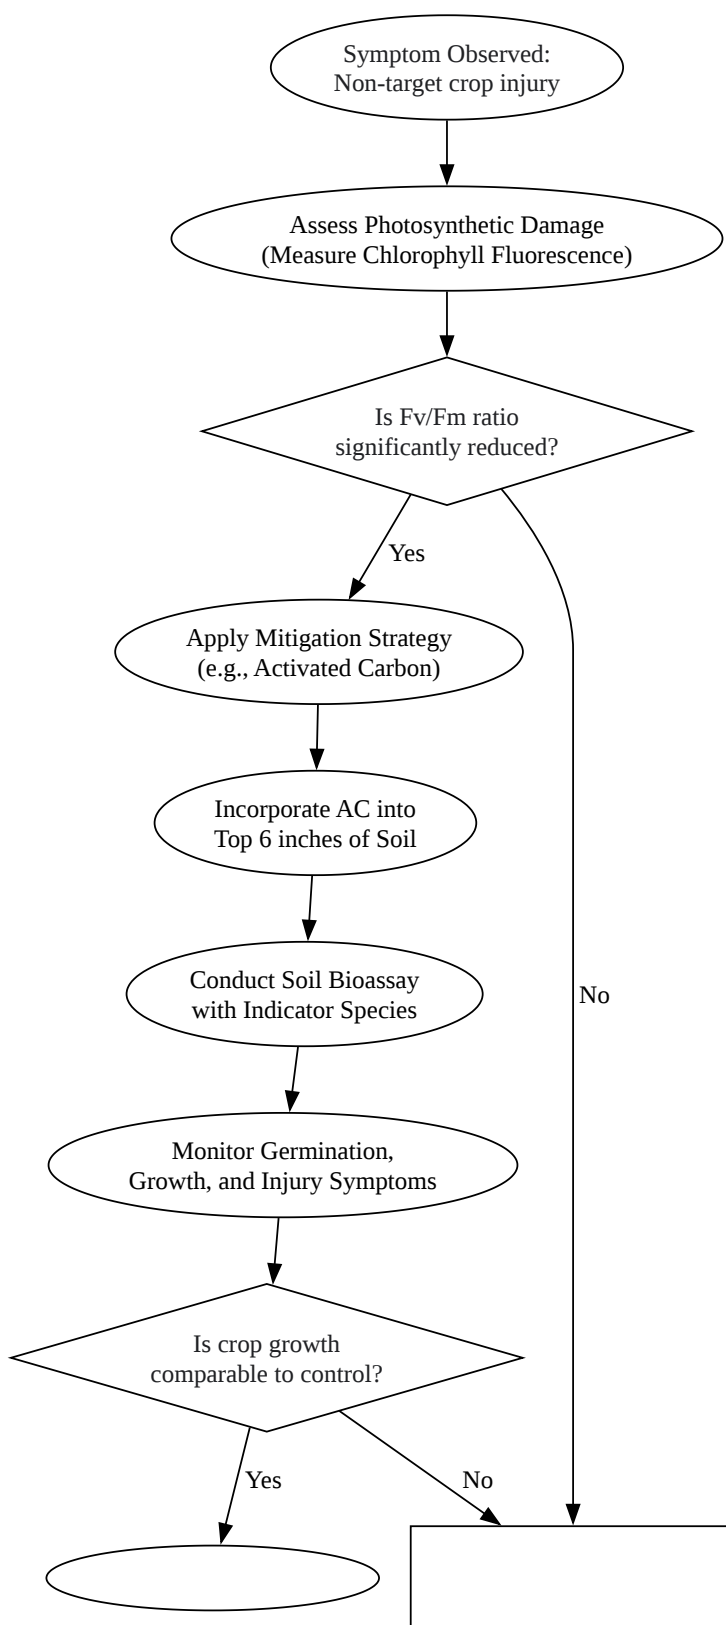 Symptom Observed:
Non-target crop injury
Assess Photosynthetic Damage
(Measure Chlorophyll Fluorescence)
Is Fv/Fm ratio
significantly reduced?
Yes
Apply Mitigation Strategy
(e.g., Activated Carbon)
Incorporate AC into
Top 6 inches of Soil
Conduct Soil Bioassay
with Indicator Species
No
Monitor Germination,
Growth, and Injury Symptoms
Is crop growth
comparable to control?
Yes
No